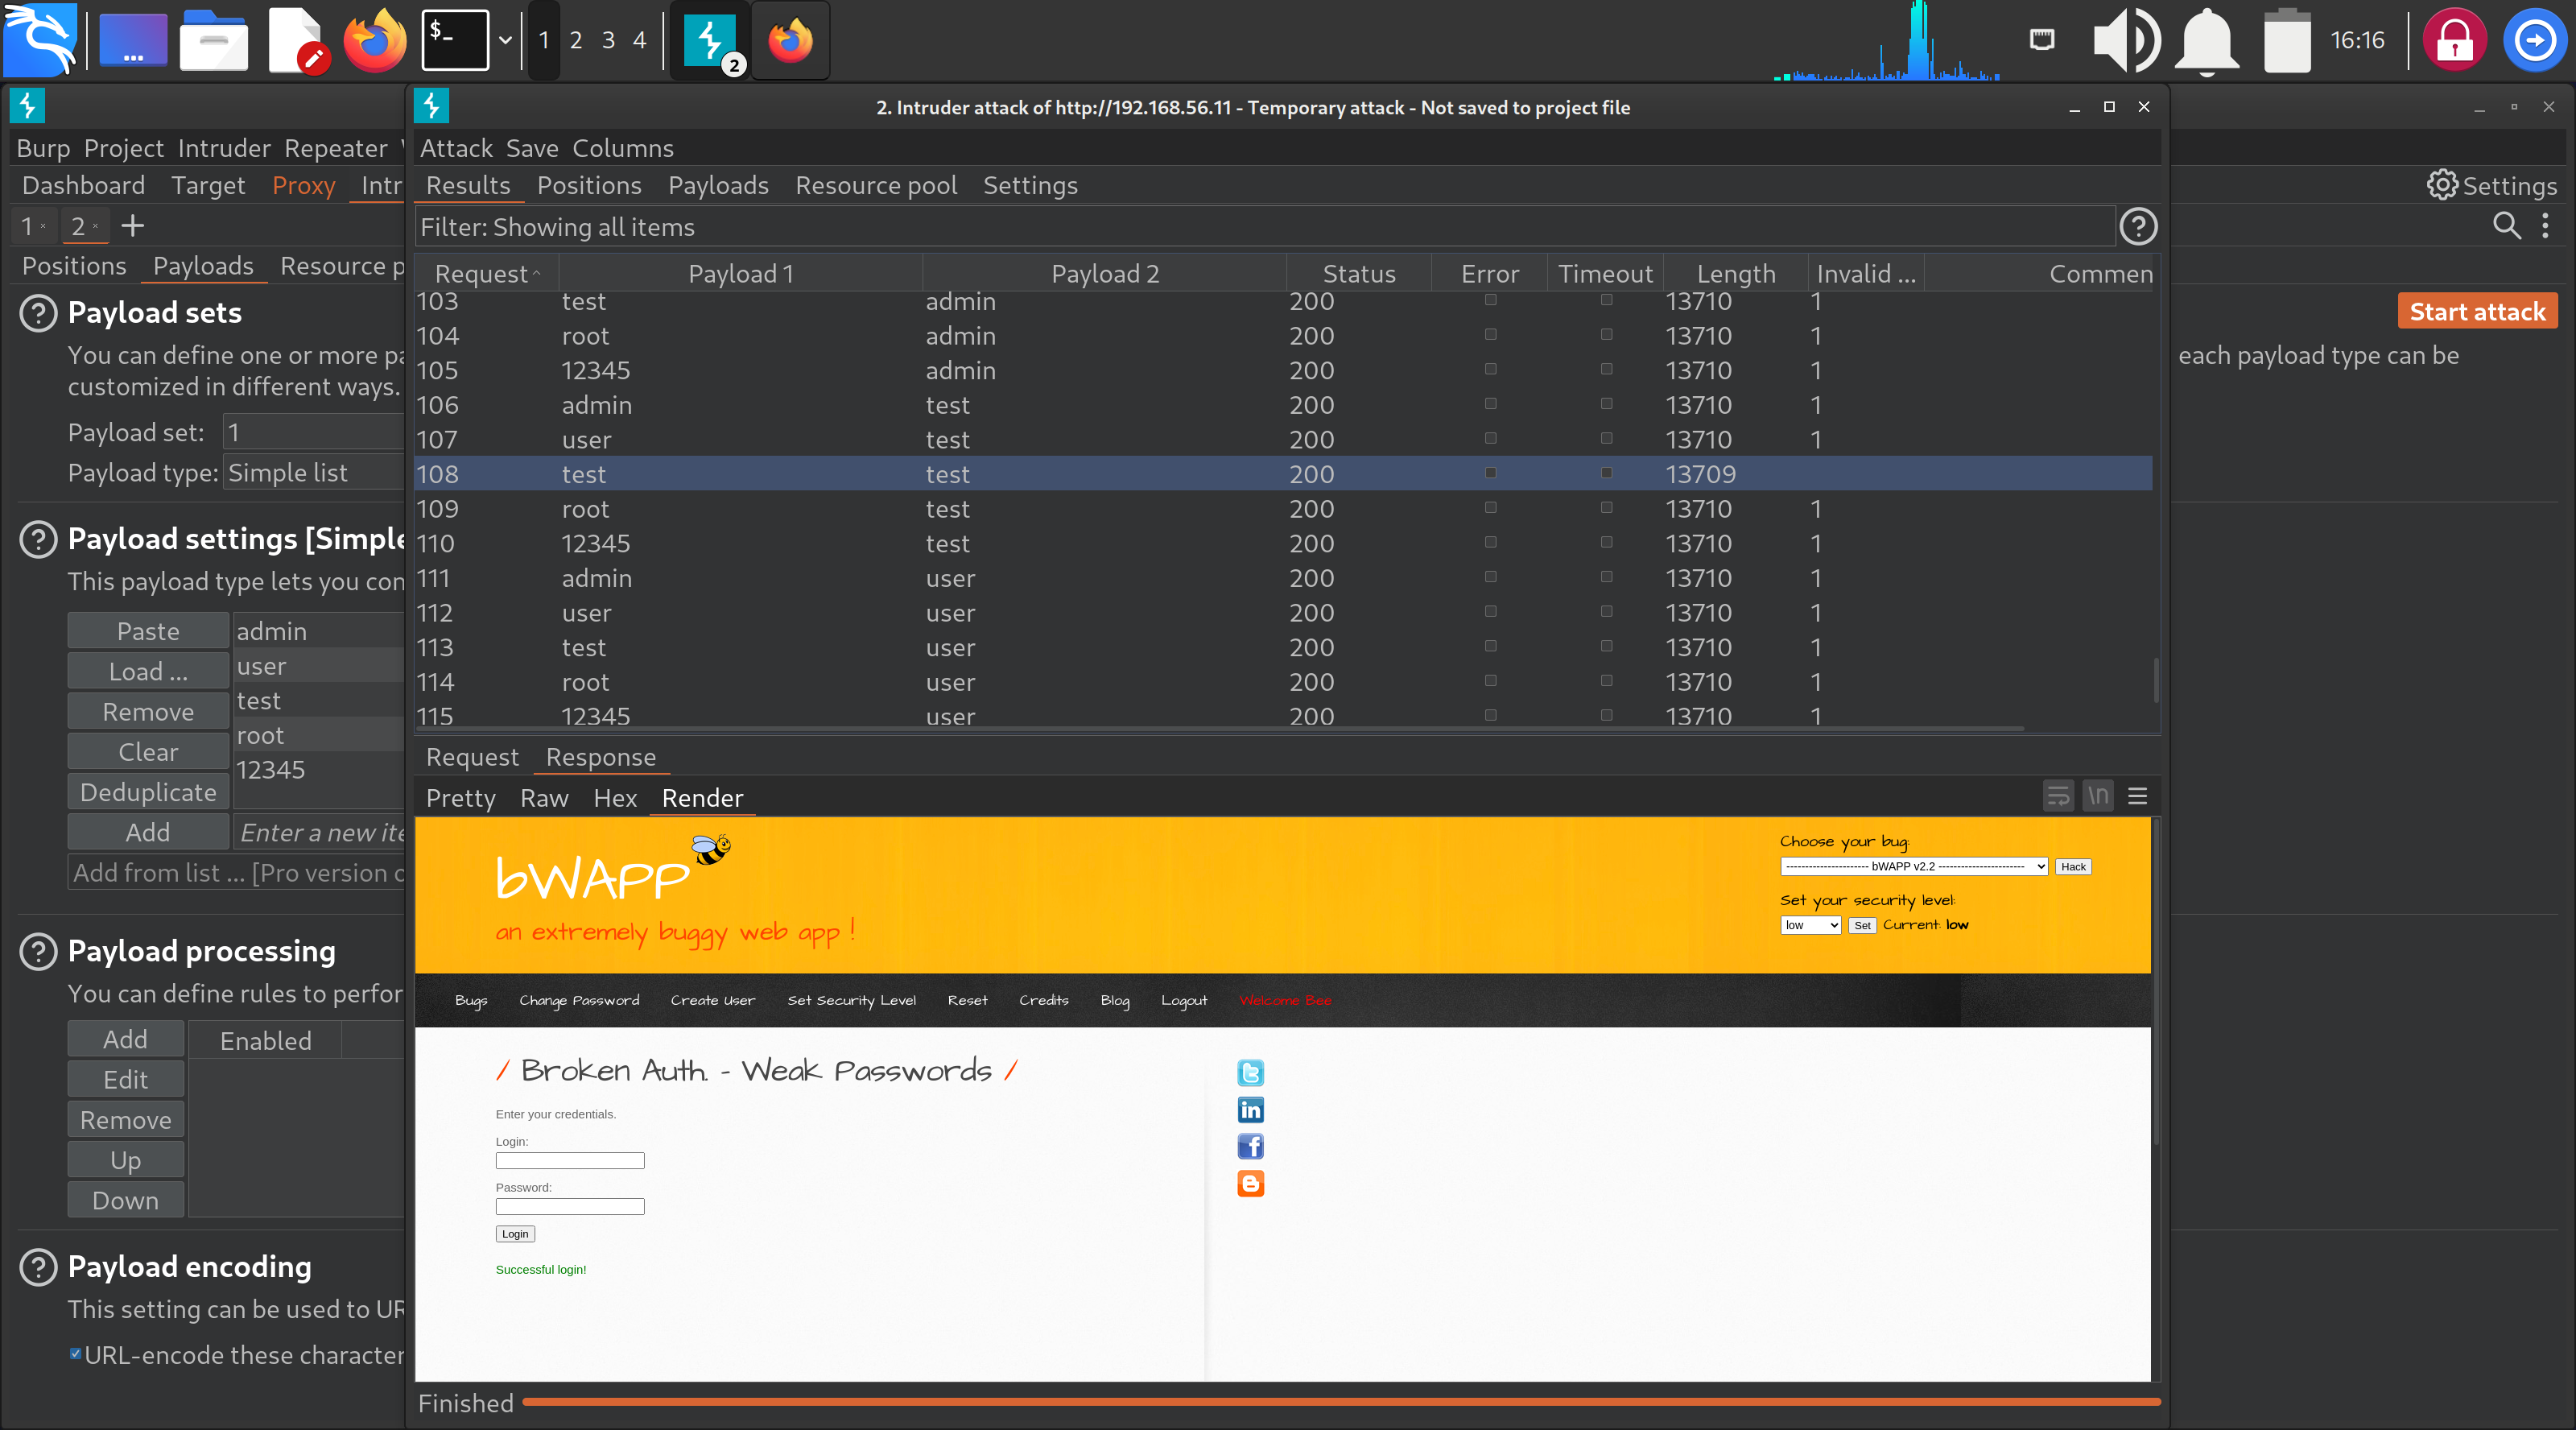 $_
1 2 3 4
2
16:16
2. Intruder attack of http://192.168.56.11 - Temporary attack - Not saved to project file
Burp Project Intruder Repeater
Attack Save Columns
Dashboard Target Proxy Intr
Results Positions Payloads Resource pool Settings
Settings
1 × 2 × +
Filter: Showing all items
Positions Payloads Resource p
Request Payload 1 Payload 2 Status Error Timeout Length Invalid ... Commen
103 test admin 200 13710 1
104 root admin 200 13710 1
105 12345 admin 200 13710 1
106 admin test 200 13710 1
107 user test 200 13710 1
108 test test 200 13709
109 root test 200 13710 1
110 12345 test 200 13710 1
111 admin user 200 13710 1
112 user user 200 13710 1
113 test user 200 13710 1
114 root user 200 13710 1
115 12345 user 200 13710 1
Payload sets
Start attack
You can define one or more pa
each payload type can be
customized in different ways.
Payload set: 1
Payload type: Simple list
Payload settings [Simple
This payload type lets you con
Paste
Load ...
Remove
Clear
Deduplicate
Add
admin
user
test
root
12345
Enter a new ite
Add from list ... [Pro version o
Payload processing
You can define rules to perfor
Add
Edit
Remove
Up
Down
Enabled
Payload encoding
This setting can be used to UR
URL-encode these character
Request Response
Pretty Raw Hex Render
\n
bWAPP
an extremely buggy web app !
Choose your bug:
---------------------- bWAPP v2.2 ----------------------- Hack
Set your security level:
low Set Current: low
Bugs Change Password Create User Set Security Level Reset Credits Blog Logout Welcome Bee
/ Broken Auth. - Weak Passwords /
Enter your credentials.
Login:
Password:
Login
Successful login!
Finished